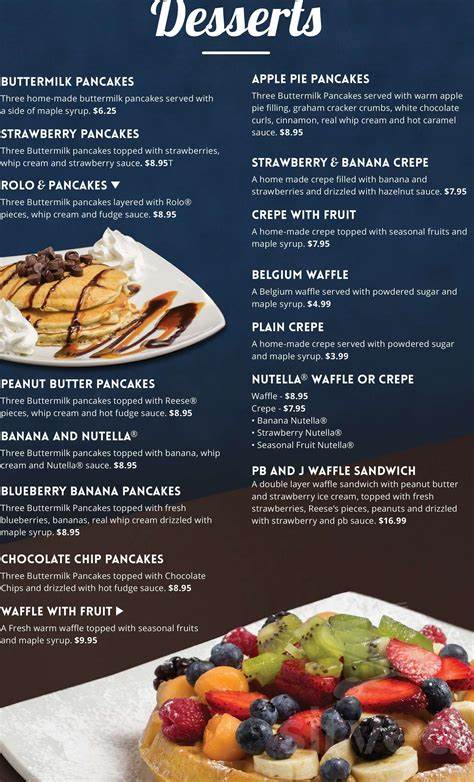 Desserts
BUTTERMILK PANCAKES
Three home-made buttermilk pancakes served with
a side of maple syrup. $6.25
STRAWBERRY PANCAKES
Three Buttermilk pancakes topped with strawberries,
whip cream and strawberry sauce. $8.95T
ROLO & PANCAKES ▼
Three Buttermilk pancakes layered with Rolo®
pieces, whip cream and fudge sauce. $8.95
PEANUT BUTTER PANCAKES
Three Buttermilk pancakes topped with Reese®
pieces, whip cream and hot fudge sauce. $8.95
BANANA AND NUTELLA®
Three Buttermilk pancakes topped with banana, whip
cream and Nutella® sauce. $8.95
BLUEBERRY BANANA PANCAKES
Three Buttermilk Pancakes topped with fresh
blueberries, bananas, real whip cream drizzled with
maple syrup. $8.95
CHOCOLATE CHIP PANCAKES
Three Buttermilk Pancakes topped with Chocolate
Chips and drizzled with hot fudge sauce. $8.95
WAFFLE WITH FRUIT ▶
A Fresh warm waffle topped with seasonal fruits
and maple syrup. $9.95
APPLE PIE PANCAKES
Three Buttermilk Pancakes served with warm apple
pie filling, graham cracker crumbs, white chocolate
curls, cinnamon, real whip cream and hot caramel
sauce. $8.95
STRAWBERRY & BANANA CREPE
A home made crepe filled with banana and
strawberries and drizzled with hazelnut sauce. $7.95
CREPE WITH FRUIT
A home-made crepe topped with seasonal fruits and
maple syrup. $7.95
BELGIUM WAFFLE
A Belgium waffle served with powdered sugar and
maple syrup. $4.99
PLAIN CREPE
A home-made crepe served with powdered sugar
and maple syrup. $3.99
NUTELLA® WAFFLE OR CREPE
Waffle - $8.95
Crepe - $7.95
• Banana Nutella®
• Strawberry Nutella®
• Seasonal Fruit Nutella®
PB AND J WAFFLE SANDWICH
A double layer waffle sandwich with peanut butter
and strawberry ice cream, topped with fresh
strawberries, Reese's pieces, peanuts and drizzled
with strawberry and pb sauce. $16.99